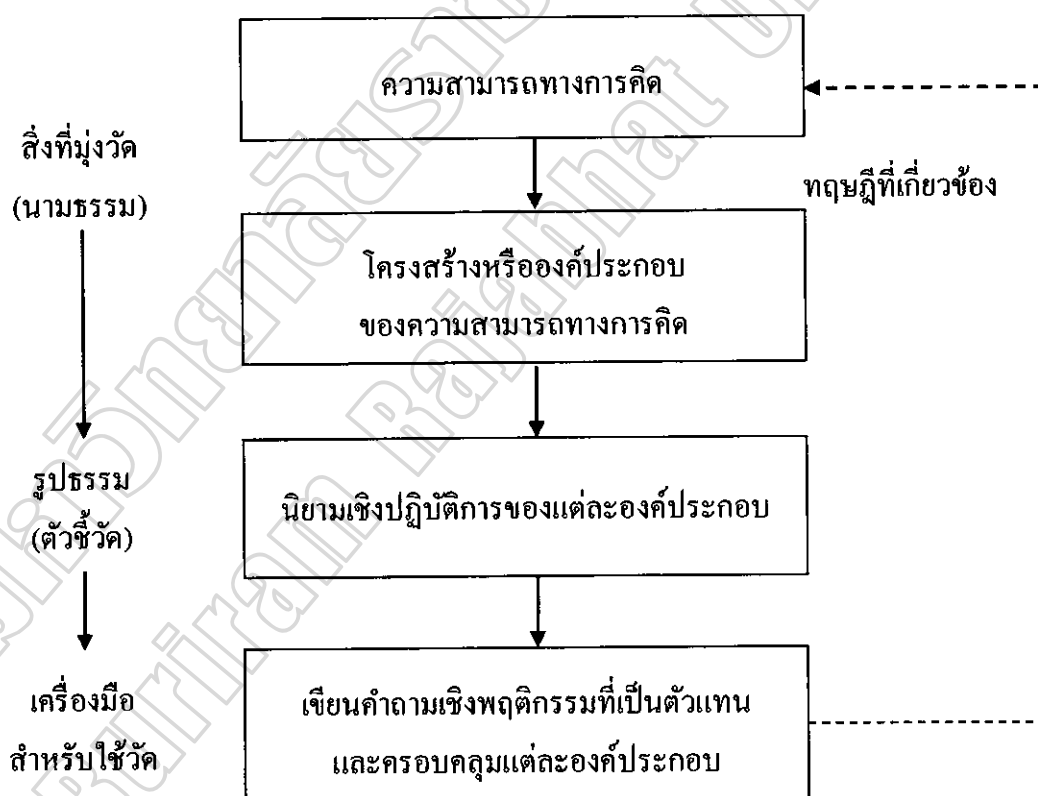 ความสามารถทางการคิด
สิ่งที่มุ่งวัด
(นามธรรม)
ทฤษฎีที่เกี่ยวข้อง
โครงสร้างหรือองค์ประกอบ
ของความสามารถทางการคิด
รูปธรรม
(ตัวชี้วัด)
นิยามเชิงปฏิบัติการของแต่ละองค์ประกอบ
เครื่องมือ
สำหรับใช้วัด
เขียนคำถามเชิงพฤติกรรมที่เป็นตัวแทน
และครอบคลุมแต่ละองค์ประกอบ
Buriram Rajabhat